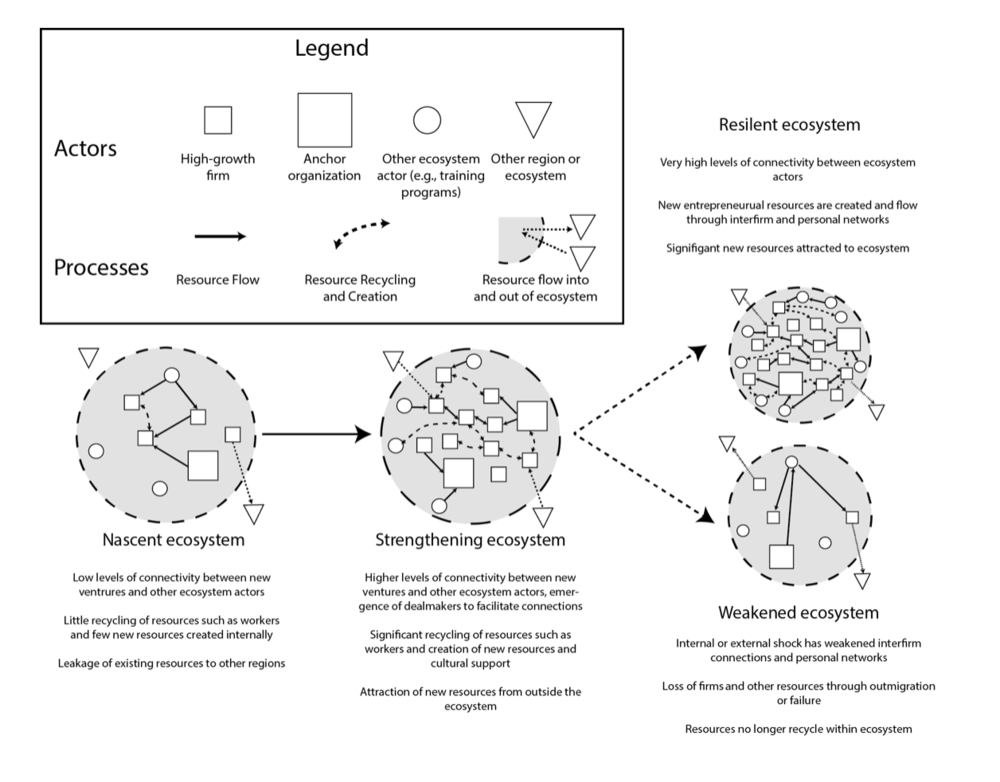 Legend
Actors
High-growth
firm
Anchor
organization
Other ecosystem
actor (e.g., training
programs)
Other region or
ecosystem
Processes
Resource Flow
Resource Recycling
and Creation
Resource flow into
and out of ecosystem
Nascent ecosystem
Low levels of connectivity between new
ventrures and other ecosystem actors
Little recycling of resources such as workers
and few new resources created internally
Leakage of existing resources to other regions
Strengthening ecosystem
Higher levels of connectivity between new
ventures and other ecosystem actors, emer-
gence of dealmakers to facilitate connections
Significant recycling of resources such as
workers and creation of new resources and
cultural support
Attraction of new resources from outside the
ecosystem
Resilent ecosystem
Very high levels of connectivity between ecosystem
actors
New entrepreneurual resources are created and flow
through interfirm and personal networks
Signifigant new resources attracted to ecosystem
Weakened ecosystem
Internal or external shock has weakened interfirm
connections and personal networks
Loss of firms and other resources through outmigration
or failure
Resources no longer recycle within ecosystem